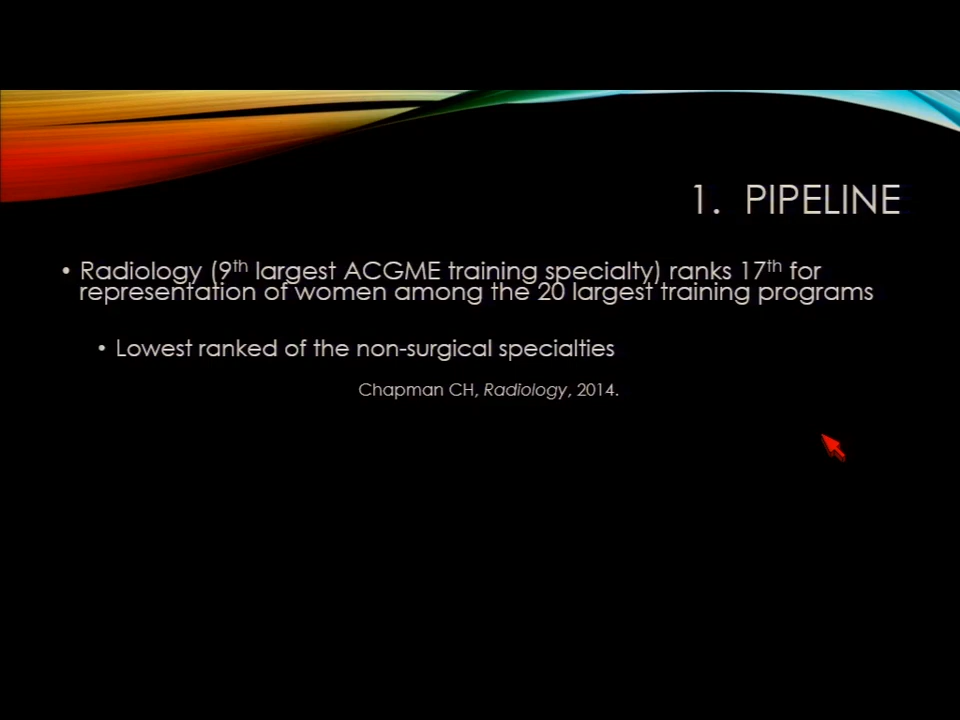 1. PIPELINE
• Radiology (9th largest ACGME training specialty) ranks 17th for
representation of women among the 20 largest training programs
• Lowest ranked of the non-surgical specialties
Chapman CH, Radiology, 2014.